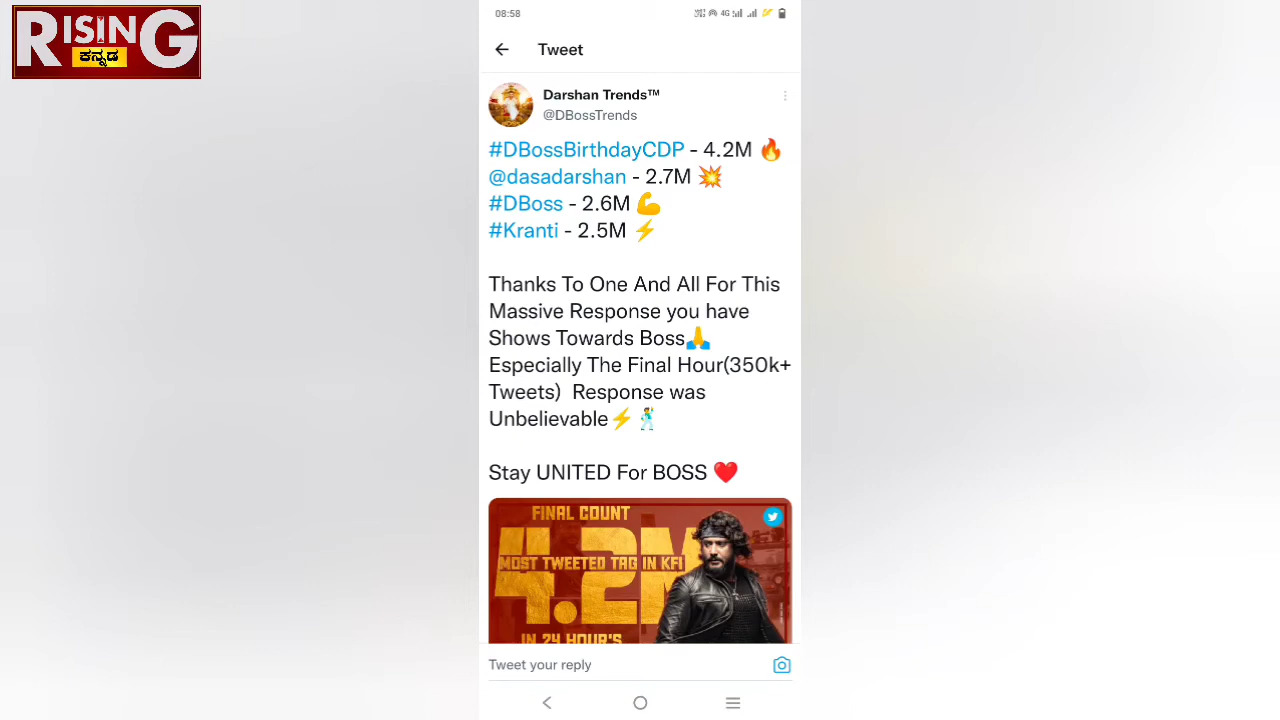 RISING
ಕನ್ನಡ
08:58
4G
Tweet
Darshan Trends™
@DBossTrends
#DBossBirthdayCDP - 4.2M 🔥
@dasadarshan - 2.7M 💥
#DBoss - 2.6M 💪
#Kranti - 2.5M ⚡
Thanks To One And All For This
Massive Response you have
Shows Towards Boss🙏
Especially The Final Hour(350k+
Tweets)  Response was
Unbelievable⚡🕺
Stay UNITED For BOSS ❤️
FINAL COUNT
4.2M
MOST TWEETED TAG IN KFI
IN 24 HOUR'S
Tweet your reply